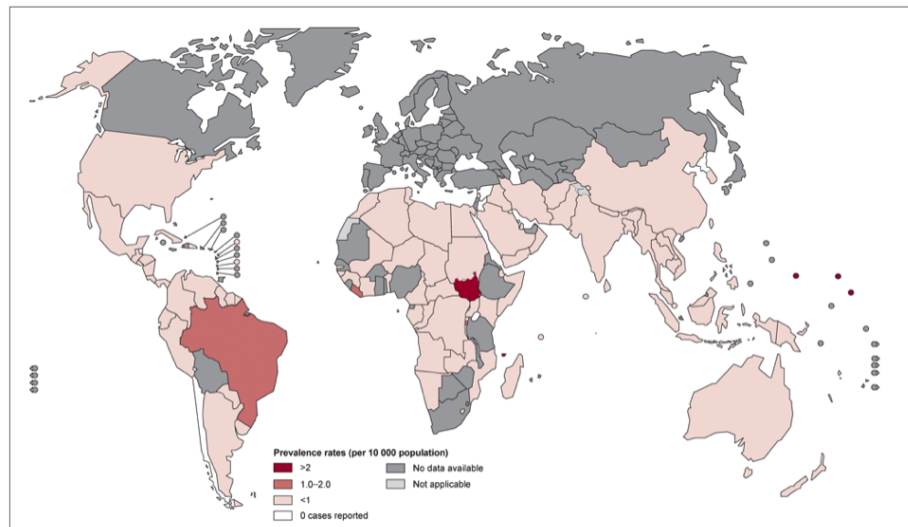 Prevalence rates (per 10 000 population)
>2
1.0–2.0
<1
0 cases reported
No data available
Not applicable